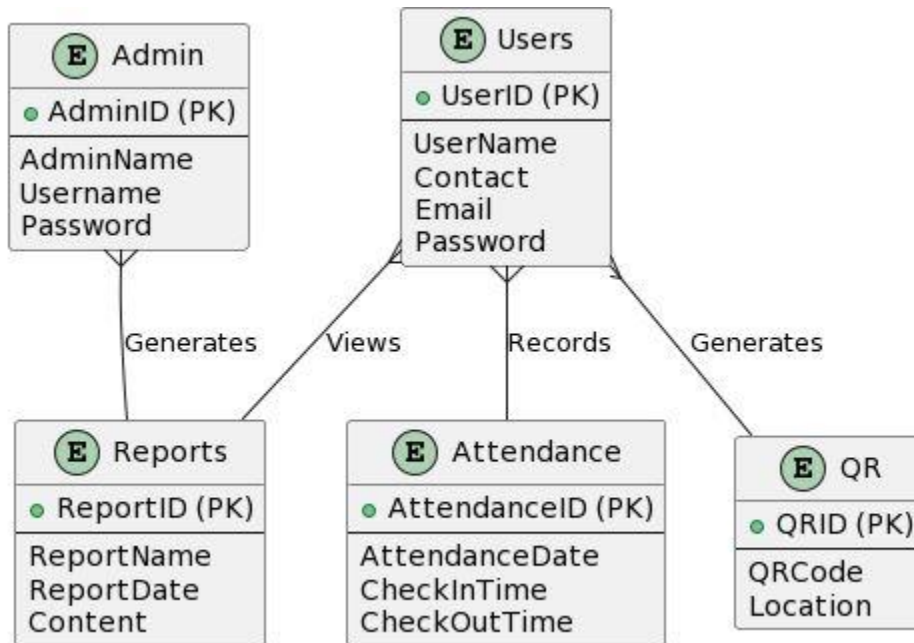 E Admin
AdminID (PK)
AdminName
Username
Password
E Users
UserID (PK)
UserName
Contact
Email
Password
Generates
Views
Records
Generates
E Reports
ReportID (PK)
ReportName
ReportDate
Content
E Attendance
AttendanceID (PK)
AttendanceDate
CheckInTime
CheckOutTime
E QR
QRID (PK)
QRCode
Location